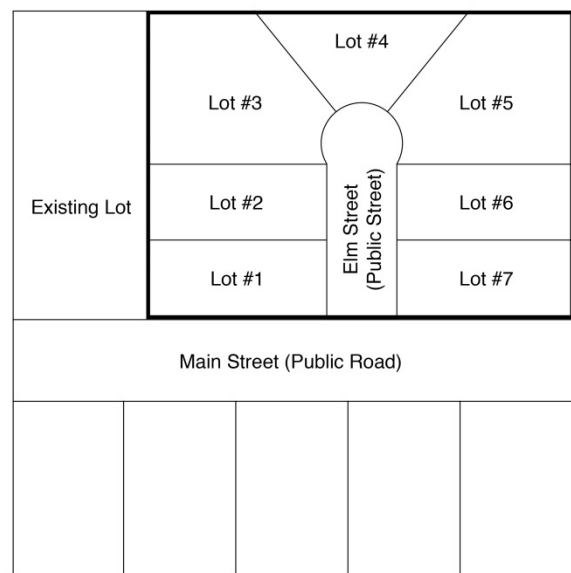 Lot #4
Lot #3
Lot #5
Existing Lot
Lot #2
Elm Street
(Public Street)
Lot #6
Lot #1
Lot #7
Main Street (Public Road)